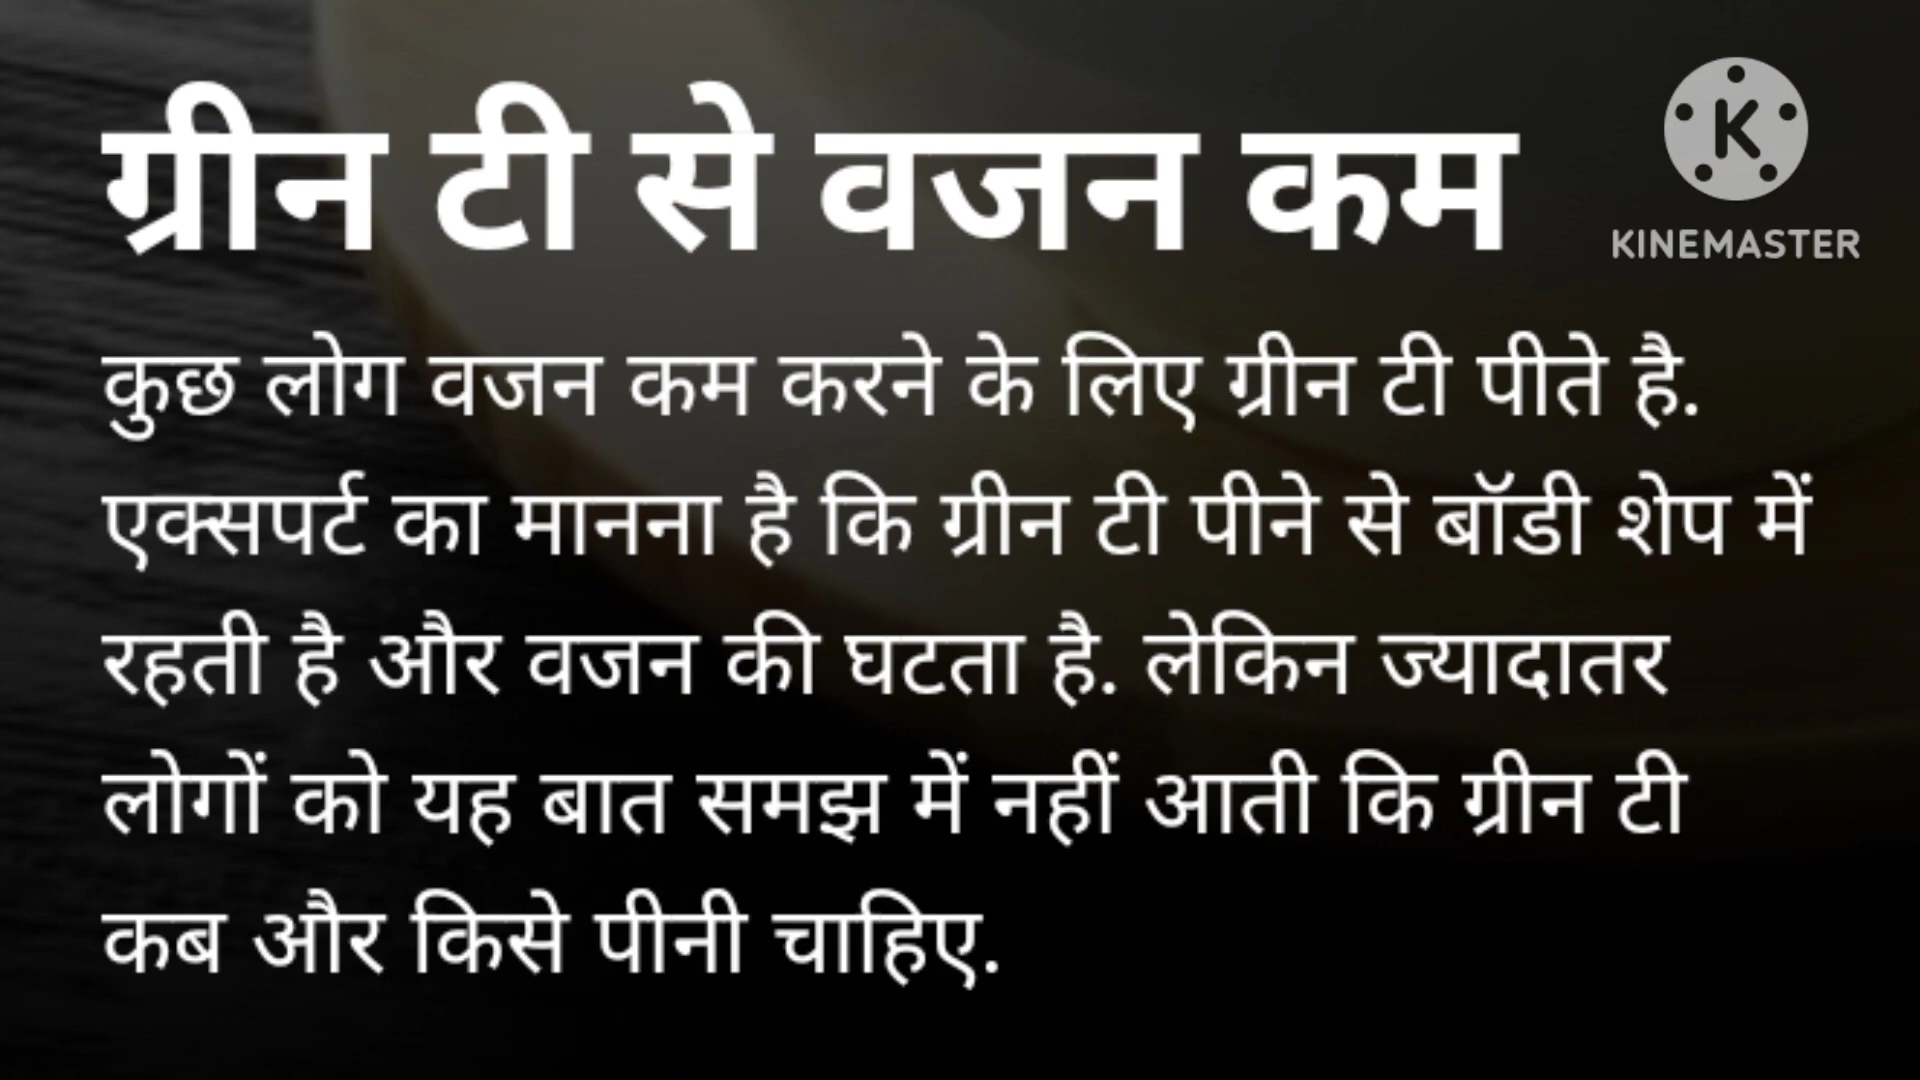 ग्रीन टी से वजन कम
KINEMASTER
कुछ लोग वजन कम करने के लिए ग्रीन टी पीते है.
एक्सपर्ट का मानना है कि ग्रीन टी पीने से बॉडी शेप में
रहती है और वजन की घटता है. लेकिन ज्यादातर
लोगों को यह बात समझ में नहीं आती कि ग्रीन टी
कब और किसे पीनी चाहिए.